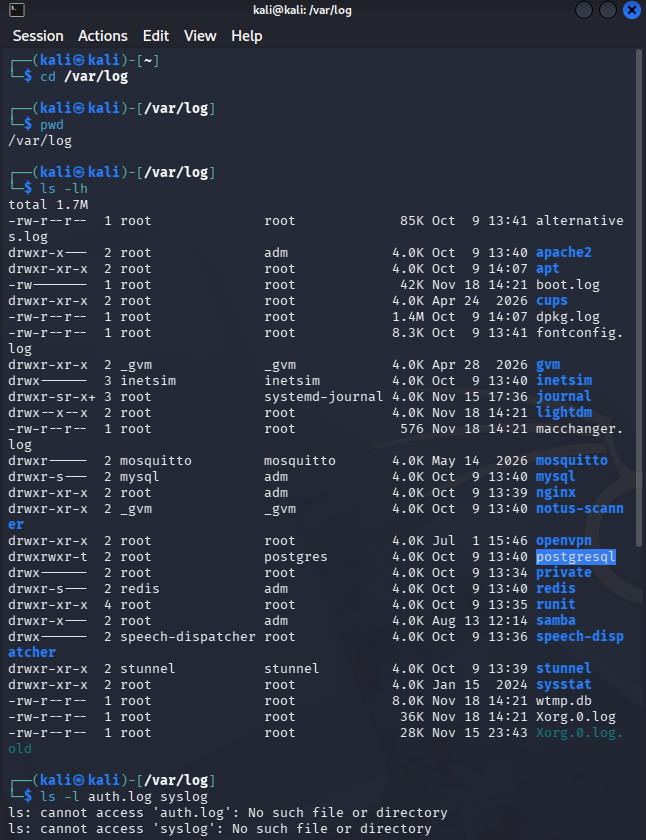 kali@kali: /var/log
Session Actions Edit View Help
┌──(kali㉿kali)-[~]
└─$ cd /var/log
┌──(kali㉿kali)-[/var/log]
└─$ pwd
/var/log
┌──(kali㉿kali)-[/var/log]
└─$ ls -lh
total 1.7M
-rw-r--r--  1 root              root             85K Oct  9 13:41 alternative
s.log
drwxr-x---  2 root              adm             4.0K Oct  9 13:40 apache2
drwxr-xr-x  2 root              root            4.0K Oct  9 14:07 apt
-rw-------  1 root              root             42K Nov 18 14:21 boot.log
drwxr-xr-x  2 root              root            4.0K Apr 24  2026 cups
-rw-r--r--  1 root              root            1.4M Oct  9 14:07 dpkg.log
-rw-r--r--  1 root              root            8.3K Oct  9 13:41 fontconfig.
log
drwxr-xr-x  2 _gvm              _gvm            4.0K Apr 28  2026 gvm
drwx------  3 inetsim           inetsim         4.0K Oct  9 13:40 inetsim
drwxr-sr-x+ 3 root              systemd-journal 4.0K Nov 15 17:36 journal
drwx--x--x  2 root              root            4.0K Nov 18 14:21 lightdm
-rw-r--r--  1 root              root             576 Nov 18 14:21 macchanger.
log
drwxr-----  2 mosquitto         mosquitto       4.0K May 14  2026 mosquitto
drwxr-s---  2 mysql             adm             4.0K Oct  9 13:40 mysql
drwxr-xr-x  2 root              adm             4.0K Oct  9 13:39 nginx
drwxr-xr-x  2 _gvm              _gvm            4.0K Oct  9 13:40 notus-scann
er
drwxr-xr-x  2 root              root            4.0K Jul  1 15:46 openvpn
drwxrwxr-t  2 root              postgres        4.0K Oct  9 13:40 postgresql
drwx------  2 root              root            4.0K Oct  9 13:34 private
drwxr-s---  2 redis             adm             4.0K Oct  9 13:40 redis
drwxr-xr-x  4 root              root            4.0K Oct  9 13:35 runit
drwxr-x---  2 root              adm             4.0K Aug 13 12:14 samba
drwx------  2 speech-dispatcher root            4.0K Oct  9 13:36 speech-disp
atcher
drwxr-xr-x  2 stunnel           stunnel         4.0K Oct  9 13:39 stunnel
drwxr-xr-x  2 root              root            4.0K Jan 15  2024 sysstat
-rw-r--r--  1 root              root            8.0K Nov 18 14:21 wtmp.db
-rw-r--r--  1 root              root             36K Nov 18 14:21 Xorg.0.log
-rw-r--r--  1 root              root             28K Nov 15 23:43 Xorg.0.log.
old
┌──(kali㉿kali)-[/var/log]
└─$ ls -l auth.log syslog
ls: cannot access 'auth.log': No such file or directory
ls: cannot access 'syslog': No such file or directory